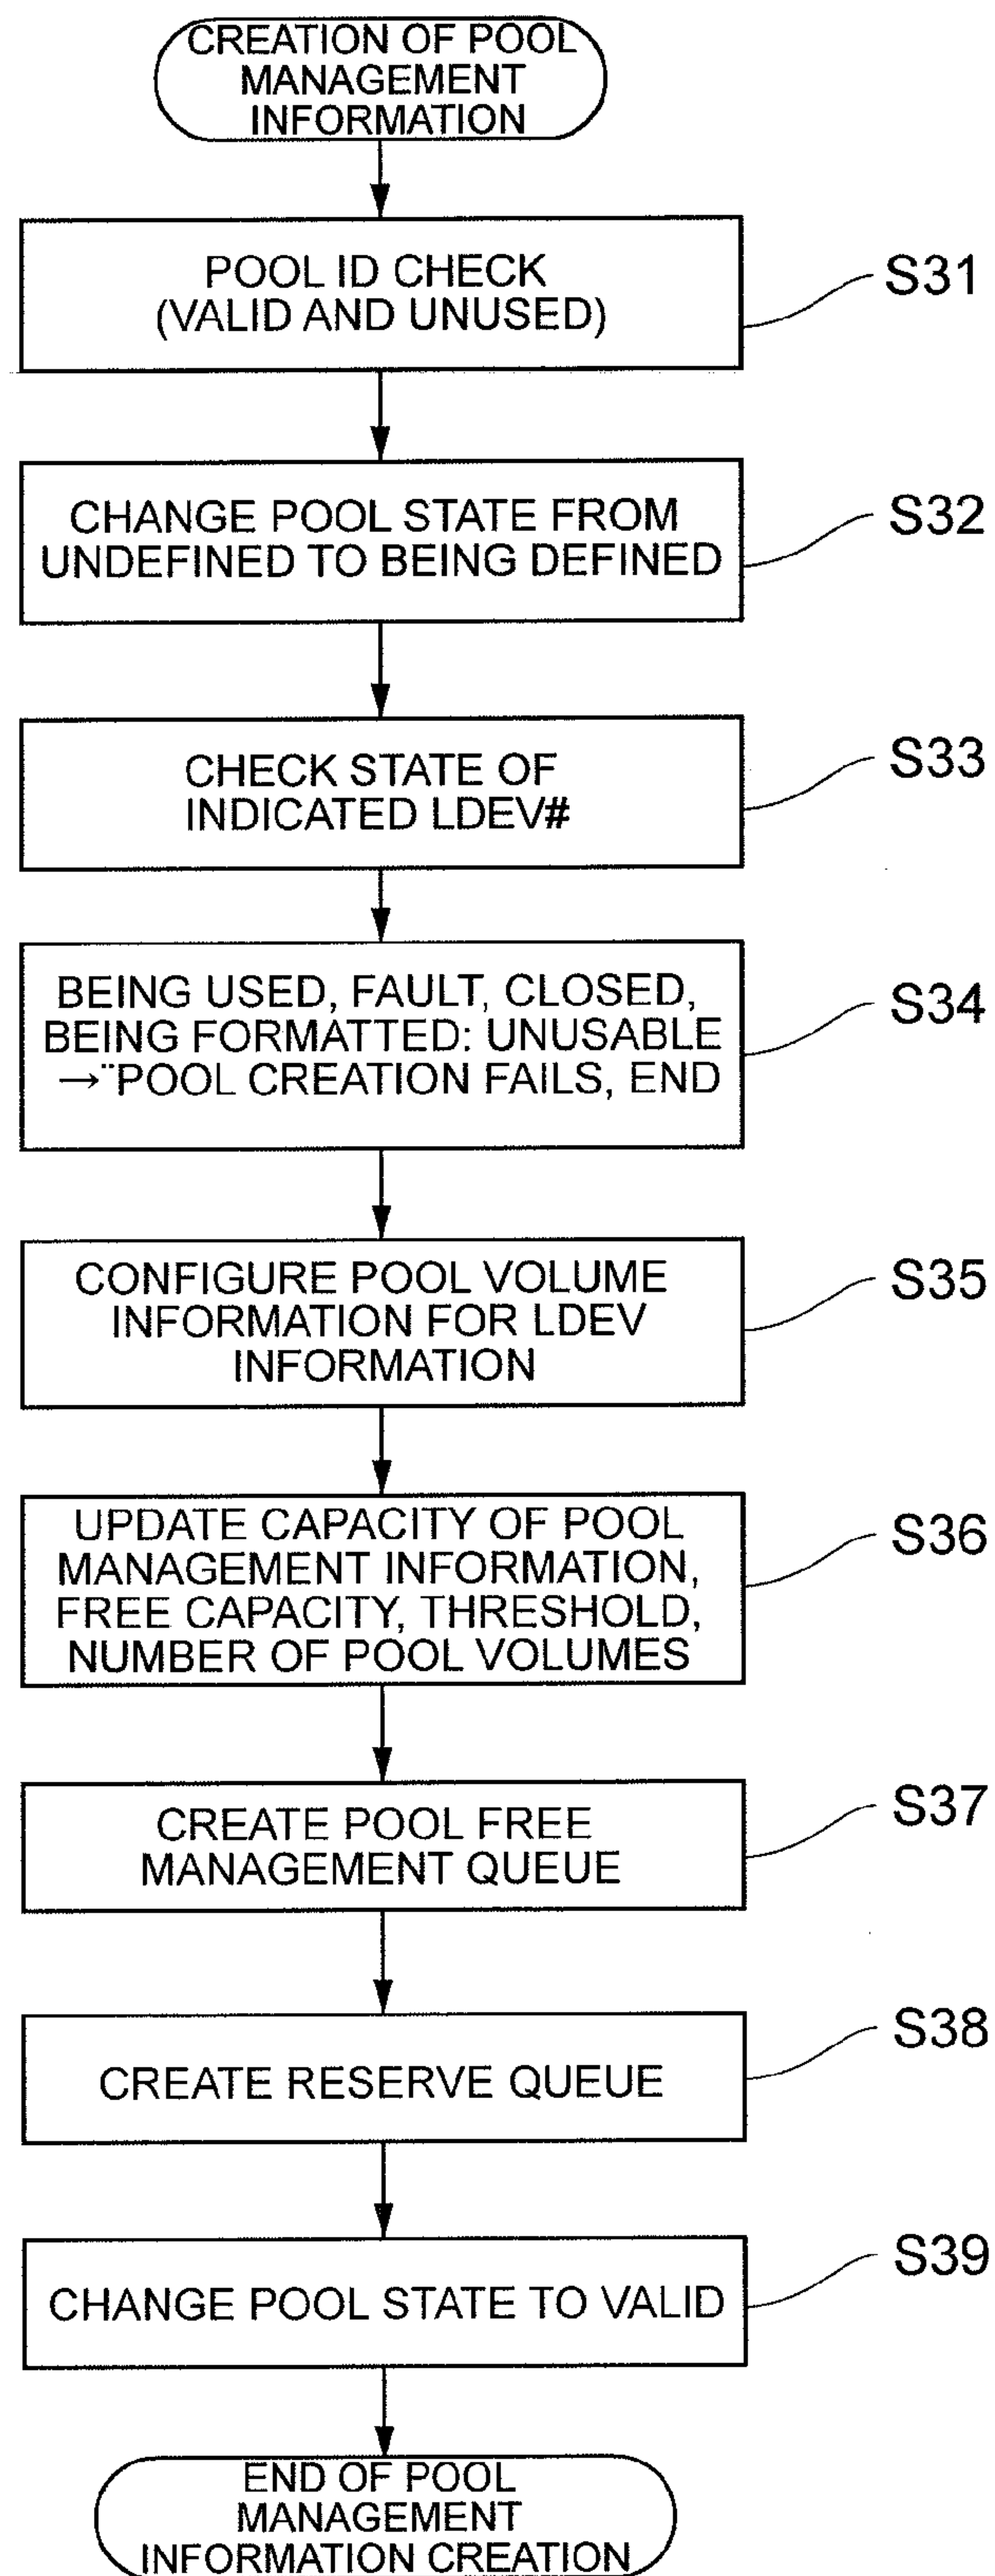 CREATION OF POOL
MANAGEMENT
INFORMATION
POOL ID CHECK
(VALID AND UNUSED)
S31
CHANGE POOL STATE FROM
UNDEFINED TO BEING DEFINED
S32
CHECK STATE OF
INDICATED LDEV#
S33
BEING USED, FAULT, CLOSED,
BEING FORMATTED: UNUSABLE
→¨POOL CREATION FAILS, END
S34
CONFIGURE POOL VOLUME
INFORMATION FOR LDEV
INFORMATION
S35
UPDATE CAPACITY OF POOL
MANAGEMENT INFORMATION,
FREE CAPACITY, THRESHOLD,
NUMBER OF POOL VOLUMES
S36
CREATE POOL FREE
MANAGEMENT QUEUE
S37
CREATE RESERVE QUEUE
S38
CHANGE POOL STATE TO VALID
S39
END OF POOL
MANAGEMENT
INFORMATION CREATION